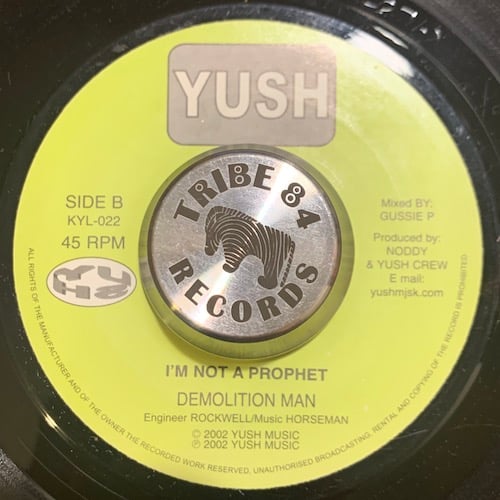 YUSH
TRIBE 84
RECORDS
SIDE B
KYL-022
45 RPM
Mixed BY:
GUSSIE P
Produced by:
NODDY
& YUSH CREW
E mail:
yushmjsk.com
I'M NOT A PROPHET
DEMOLITION MAN
Engineer ROCKWELL/Music HORSEMAN
© 2002 YUSH MUSIC
℗ 2002 YUSH MUSIC
ALL RIGHTS OF THE MANUFACTURER AND OF THE OWNER THE RECORDED WORK RESERVED, UNAUTHORISED BROADCASTING, RENTAL AND COPYING OF THE RECORD IS PROHIBITED